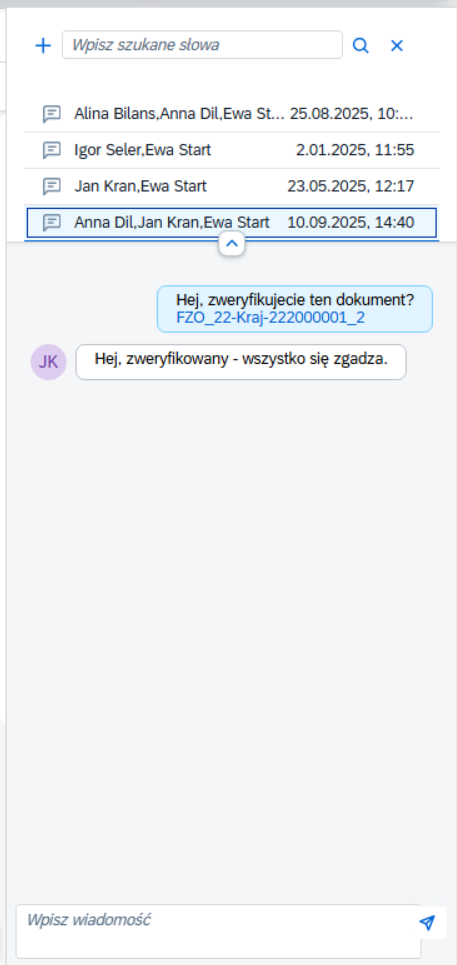 Wpisz szukane słowa
Alina Bilans,Anna Dil,Ewa St... 25.08.2025, 10:...
Igor Seler,Ewa Start 2.01.2025, 11:55
Jan Kran,Ewa Start 23.05.2025, 12:17
Anna Dil,Jan Kran,Ewa Start 10.09.2025, 14:40
Hej, zweryfikujecie ten dokument?
FZO_22-Kraj-222000001_2
JK
Hej, zweryfikowany - wszystko się zgadza.
Wpisz wiadomość